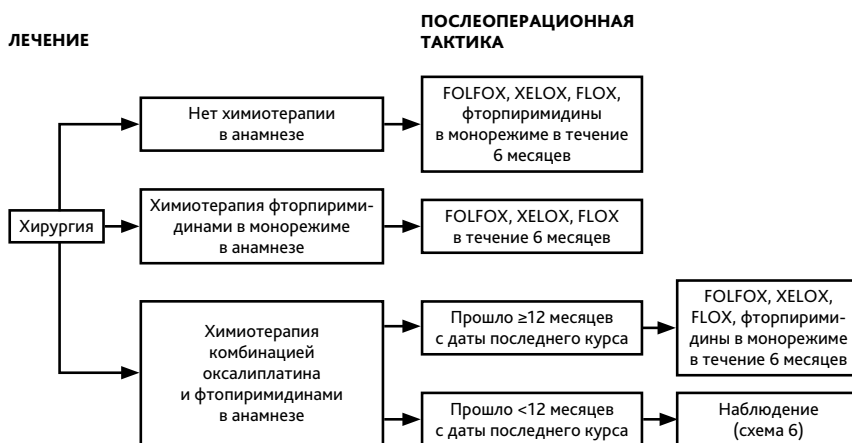 ЛЕЧЕНИЕ
ПОСЛЕОПЕРАЦИОННАЯ
ТАКТИКА
Хирургия
Нет химиотерапии
в анамнезе
FOLFOX, XELOX, FLOX,
фторпиримидины
в монорежиме в течение
6 месяцев
Химиотерапия фторпирими-
динами в монорежиме
в анамнезе
FOLFOX, XELOX, FLOX
в течение 6 месяцев
Химиотерапия
комбинацией
оксалиплатина
и фтопиримидинами
в анамнезе
Прошло ≥12 месяцев
с даты последнего курса
FOLFOX, XELOX,
FLOX, фторпирими-
дины в монорежиме
в течение 6 месяцев
Прошло <12 месяцев
с даты последнего курса
Наблюдение
(схема 6)